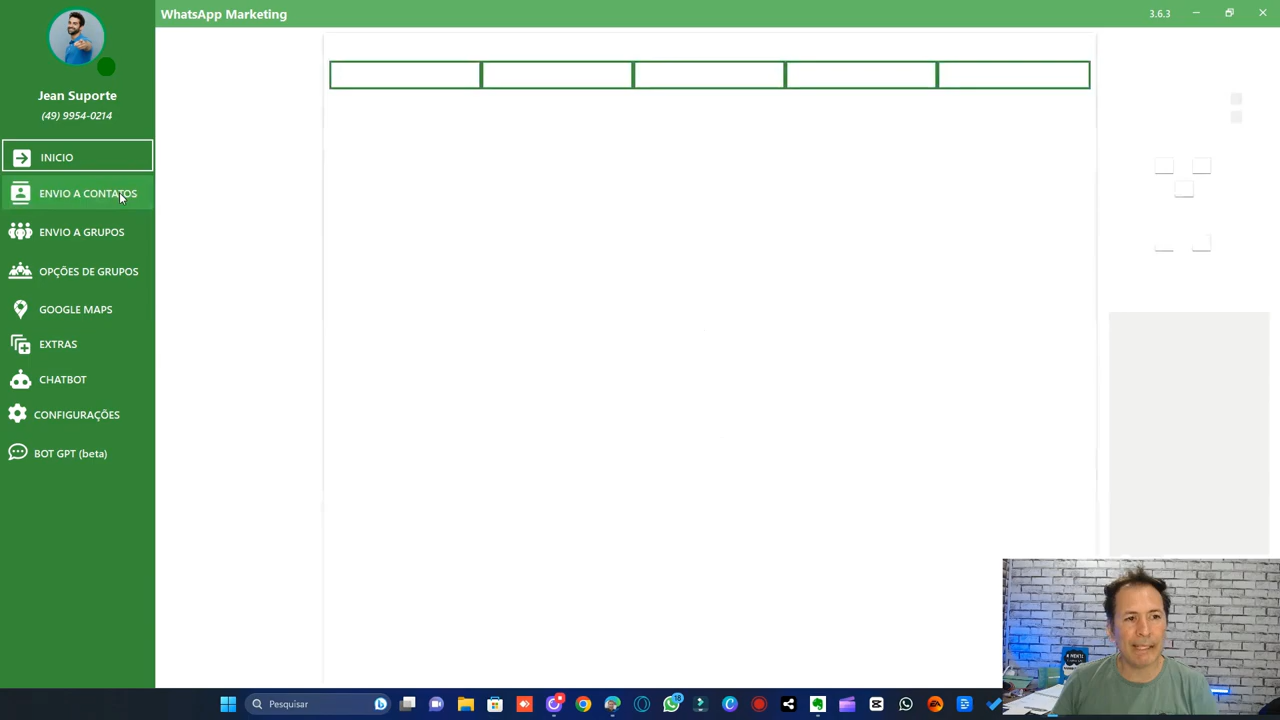 WhatsApp Marketing
3.6.3
Jean Suporte
(49) 9954-0214
INICIO
ENVIO A CONTATOS
ENVIO A GRUPOS
OPÇÕES DE GRUPOS
GOOGLE MAPS
EXTRAS
CHATBOT
CONFIGURAÇÕES
BOT GPT (beta)
Pesquisar
18